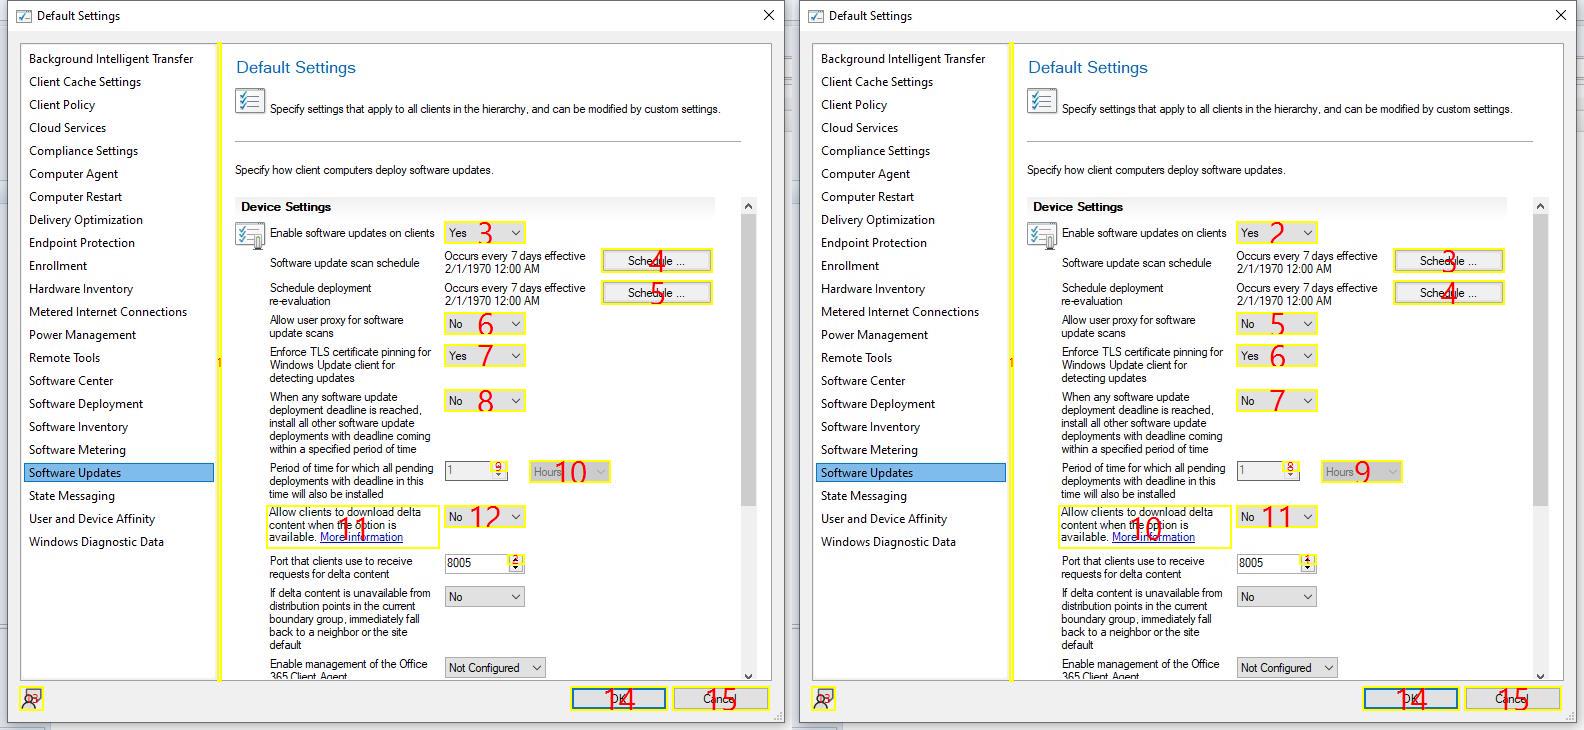 Default Settings
Background Intelligent Transfer
Client Cache Settings
Client Policy
Cloud Services
Compliance Settings
Computer Agent
Computer Restart
Delivery Optimization
Endpoint Protection
Enrollment
Hardware Inventory
Metered Internet Connections
Power Management
Remote Tools
Software Center
Software Deployment
Software Inventory
Software Metering
Software Updates
State Messaging
User and Device Affinity
Windows Diagnostic Data
1
Default Settings
Specify settings that apply to all clients in the hierarchy, and can be modified by custom settings.
Specify how client computers deploy software updates.
Device Settings
Enable software updates on clients Yes 3
Software update scan schedule
Occurs every 7 days effective
2/1/1970 12:00 AM
Schedule ... 4
Schedule deployment
re-evaluation
Occurs every 7 days effective
2/1/1970 12:00 AM
Schedule ... 5
Allow user proxy for software
update scans
No 6
Enforce TLS certificate pinning for
Windows Update client for
detecting updates
Yes 7
When any software update
deployment deadline is reached,
install all other software update
deployments with deadline coming
within a specified period of time
No 8
Period of time for which all pending
deployments with deadline in this
time will also be installed
1 9 Hours 10
Allow clients to download delta
content when the option is
available. More information
11
No 12
Port that clients use to receive
requests for delta content
8005
If delta content is unavailable from
distribution points in the current
boundary group, immediately fall
back to a neighbor or the site
default
No
Enable management of the Office
365 Client Agent
Not Configured
OK 14
Cancel 15
Default Settings
Background Intelligent Transfer
Client Cache Settings
Client Policy
Cloud Services
Compliance Settings
Computer Agent
Computer Restart
Delivery Optimization
Endpoint Protection
Enrollment
Hardware Inventory
Metered Internet Connections
Power Management
Remote Tools
Software Center
Software Deployment
Software Inventory
Software Metering
Software Updates
State Messaging
User and Device Affinity
Windows Diagnostic Data
1
Default Settings
Specify settings that apply to all clients in the hierarchy, and can be modified by custom settings.
Specify how client computers deploy software updates.
Device Settings
Enable software updates on clients Yes 2
Software update scan schedule
Occurs every 7 days effective
2/1/1970 12:00 AM
Schedule ... 3
Schedule deployment
re-evaluation
Occurs every 7 days effective
2/1/1970 12:00 AM
Schedule ... 4
Allow user proxy for software
update scans
No 5
Enforce TLS certificate pinning for
Windows Update client for
detecting updates
Yes 6
When any software update
deployment deadline is reached,
install all other software update
deployments with deadline coming
within a specified period of time
No 7
Period of time for which all pending
deployments with deadline in this
time will also be installed
1 8 Hours 9
Allow clients to download delta
content when the option is
available. More information
10
No 11
Port that clients use to receive
requests for delta content
8005
If delta content is unavailable from
distribution points in the current
boundary group, immediately fall
back to a neighbor or the site
default
No
Enable management of the Office
365 Client Agent
Not Configured
OK 14
Cancel 15